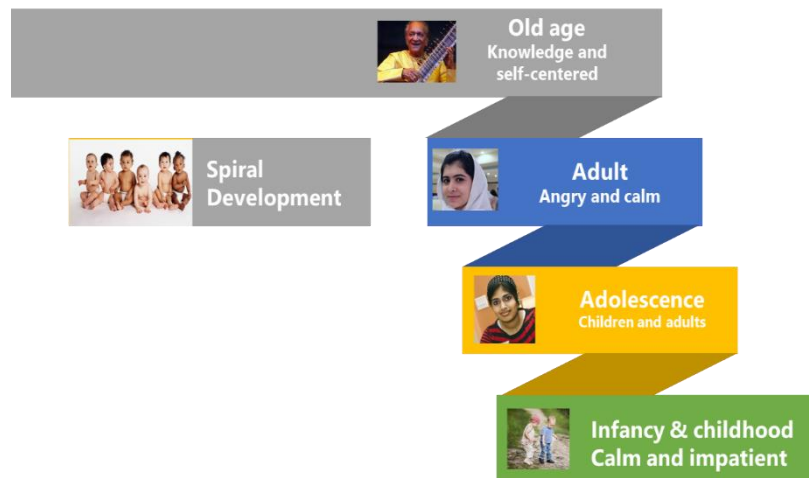 Old age
Knowledge and
self-centered
Spiral
Development
Adult
Angry and calm
Adolescence
Children and adults
Infancy & childhood
Calm and impatient